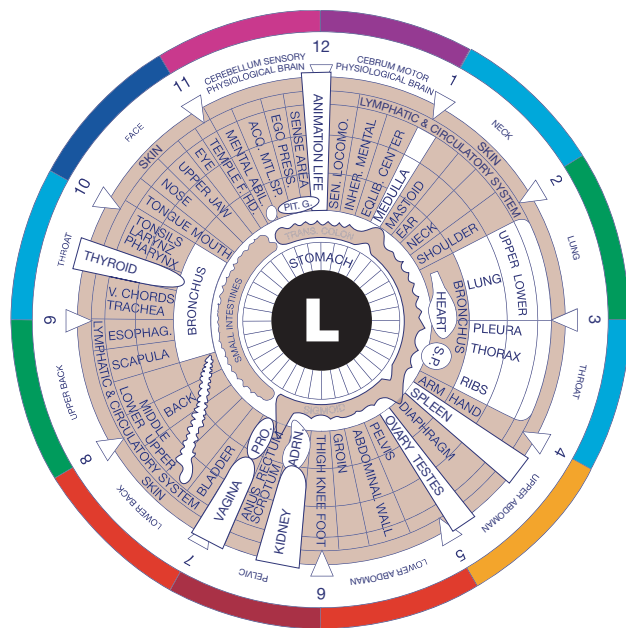 12
CEBRUM MOTOR
PHYSIOLOGICAL BRAIN
1
NECK
2
LUNG
3
THROAT
4
UPPER ABDOMAN
5
LOWER ABDOMAN
6
PELVIC
7
LOWER BACK
8
UPPER BACK
9
THROAT
10
FACE
11
CEREBELLUM SENSORY
PHYSIOLOGICAL BRAIN
ANIMATION LIFE
SEN. LOCOMO.
INHER. MENTAL
EQLIB. CENTER
MEDULLA
LYMPHATIC & CIRCULATORY SYSTEM
SKIN
MASTOID
EAR
NECK
SHOULDER
UPPER LOWER
LUNG
BRONCHUS
HEART
PLEURA
THORAX
S.P.
RIBS
ARM HAND
SPLEEN
DIAPHRAGM
OVARY TESTES
PELVIS
ABDOMINAL WALL
GROIN
THIGH KNEE FOOT
ADRN
KIDNEY
ANUS RECTUM
SCROTUM
PRO
VAGINA
BLADDER
SKIN
LYMPHATIC & CIRCULATORY SYSTEM
LOWER UPPER
MIDDLE
BACK
SCAPULA
ESOPHAG.
V. CHORDS
TRACHEA
THYROID
BRONCHUS
TONSILS
LARYNX
PHARYNX
TONGUE MOUTH
NOSE
SKIN
UPPER JAW
EYE
TEMPLE F'HD
MENTAL ABIL.
ACQ. MTL. SP.
EGO PRESS
SENSE AREA
PIT. G.
TRANS. COLON
STOMACH
SMALL INTESTINES
L